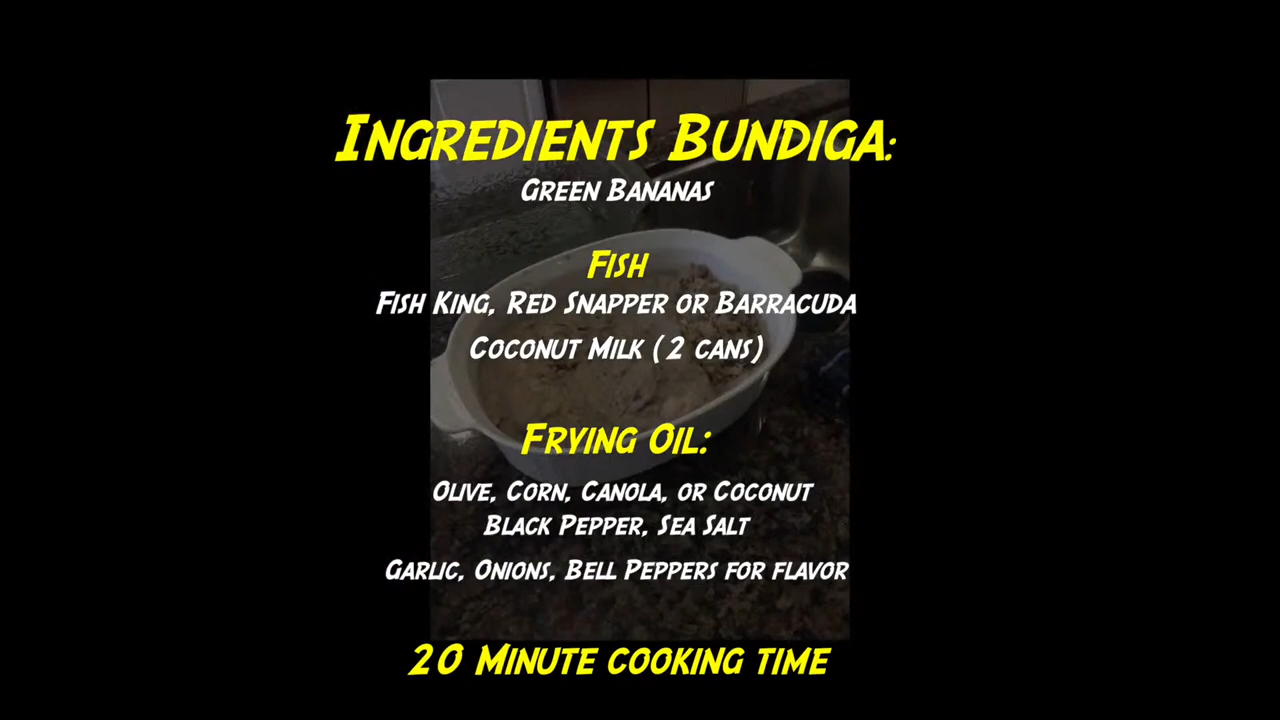 Ingredients Bundiga:
Green Bananas
Fish
Fish King, Red Snapper or Barracuda
Coconut Milk (2 cans)
Frying Oil:
Olive, Corn, Canola, or Coconut
Black Pepper, Sea Salt
Garlic, Onions, Bell Peppers for flavor
20 Minute cooking time